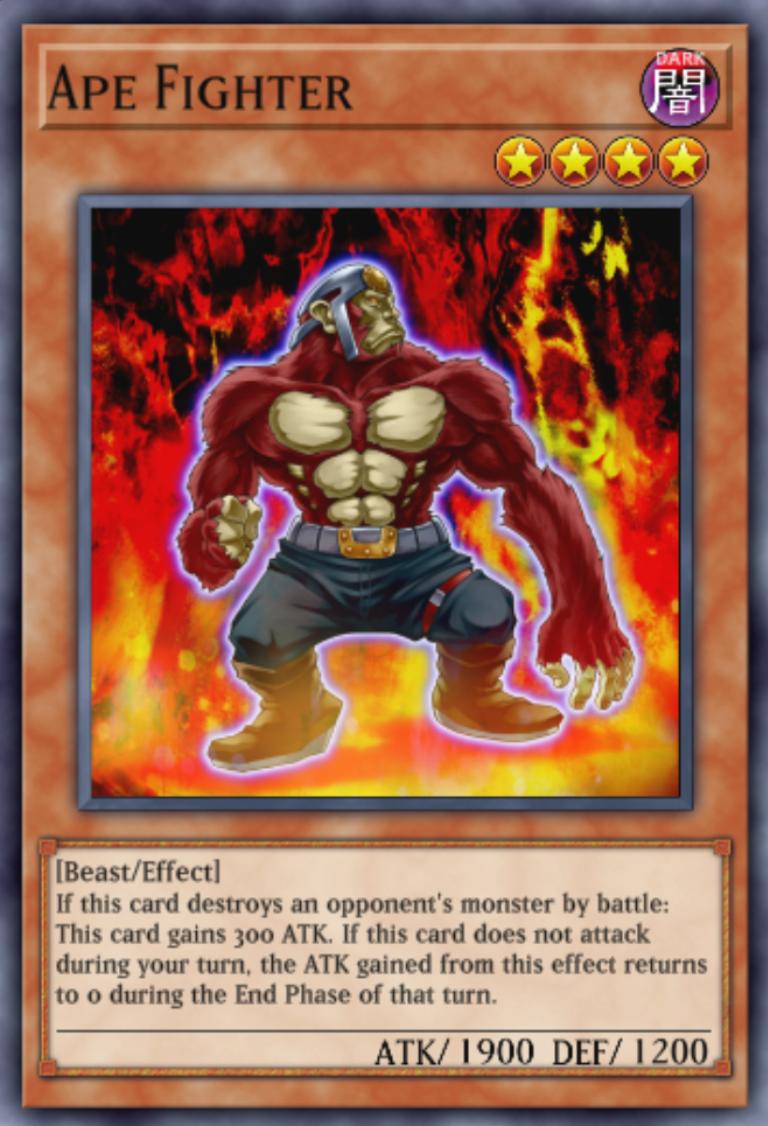 APE FIGHTER
DARK
闇
[Beast/Effect]
If this card destroys an opponent's monster by battle:
This card gains 300 ATK. If this card does not attack
during your turn, the ATK gained from this effect returns
to 0 during the End Phase of that turn.
ATK/ 1900 DEF/ 1200